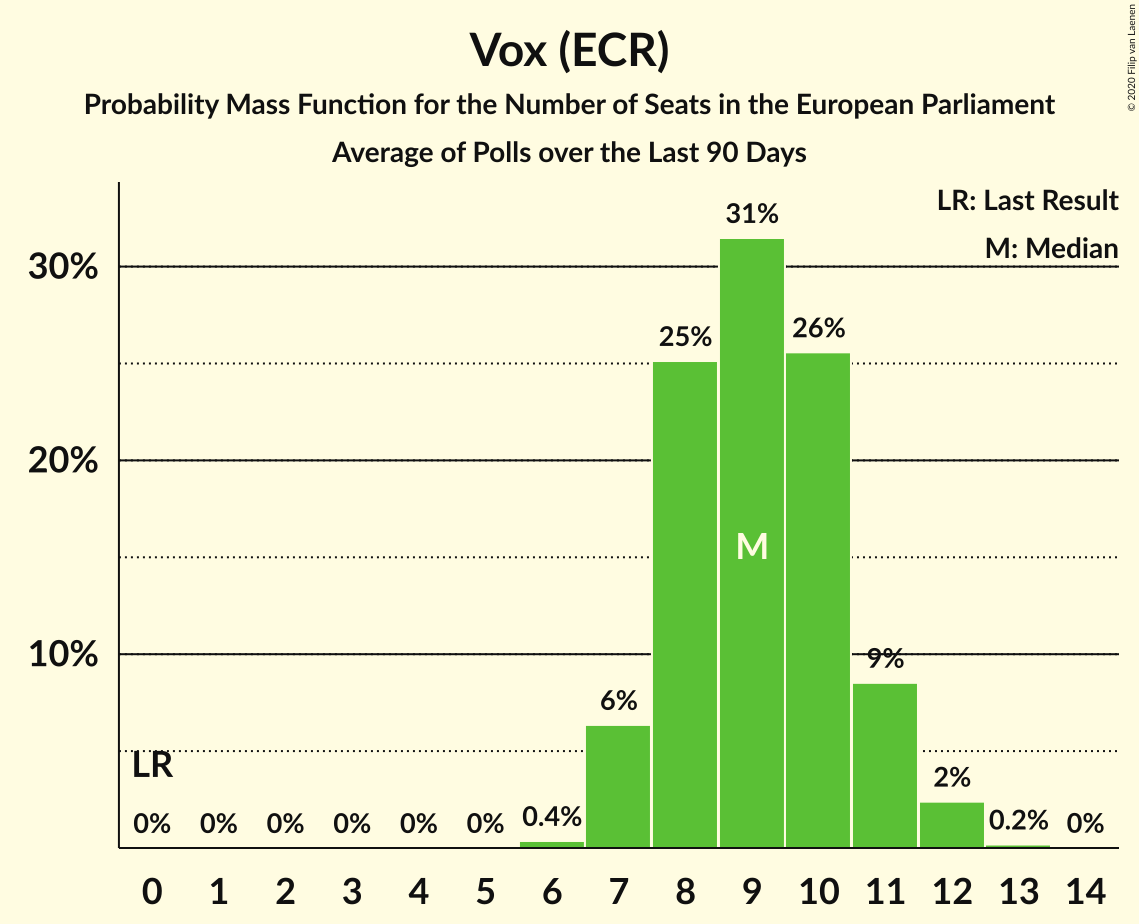 Vox (ECR)
Probability Mass Function for the Number of Seats in the European Parliament
Average of Polls over the Last 90 Days
© 2020 Filip van Laenen
LR: Last Result
M: Median
30%
20%
10%
31%
26%
25%
9%
6%
2%
0.4%
0.2%
0% 0% 0% 0% 0% 0% 0%
M
LR
0 1 2 3 4 5 6 7 8 9 10 11 12 13 14